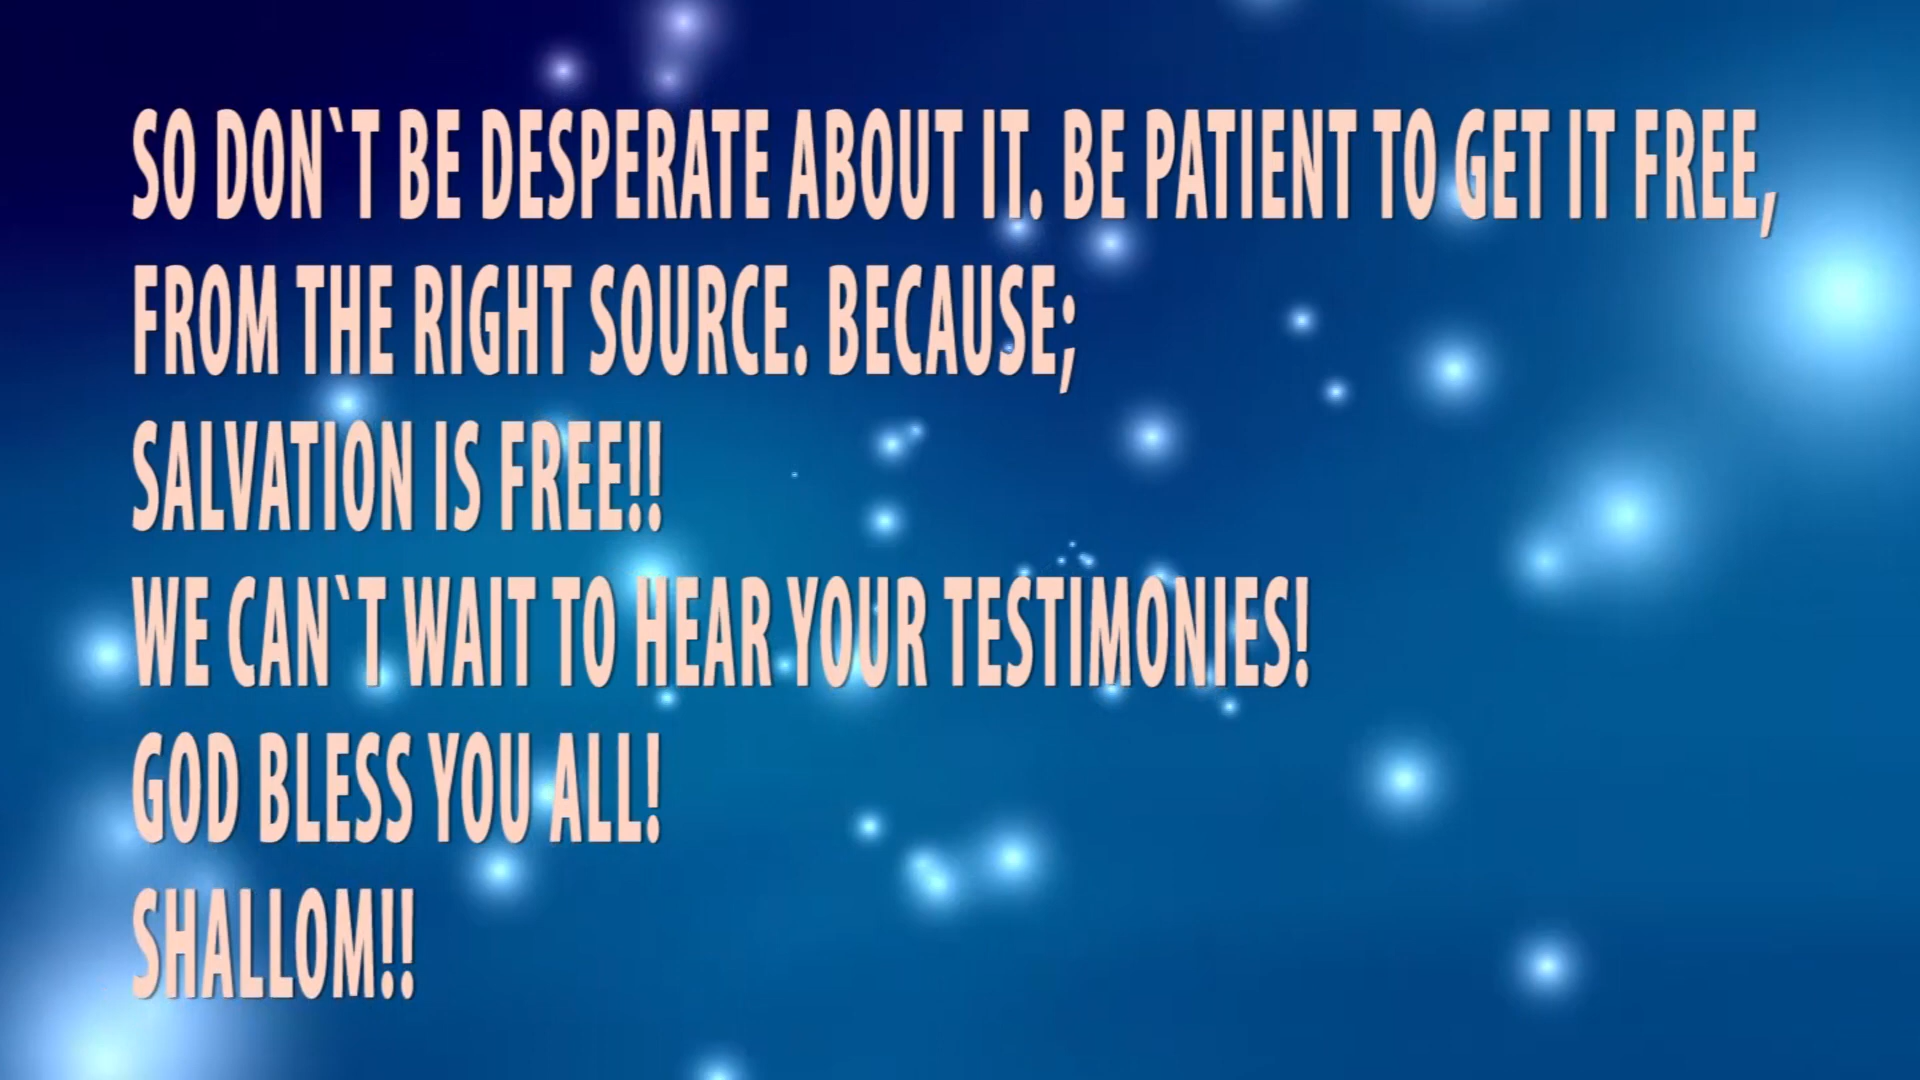 SO DON`T BE DESPERATE ABOUT IT. BE PATIENT TO GET IT FREE,
FROM THE RIGHT SOURCE. BECAUSE;
SALVATION IS FREE!!
WE CAN`T WAIT TO HEAR YOUR TESTIMONIES!
GOD BLESS YOU ALL!
SHALLOM!!